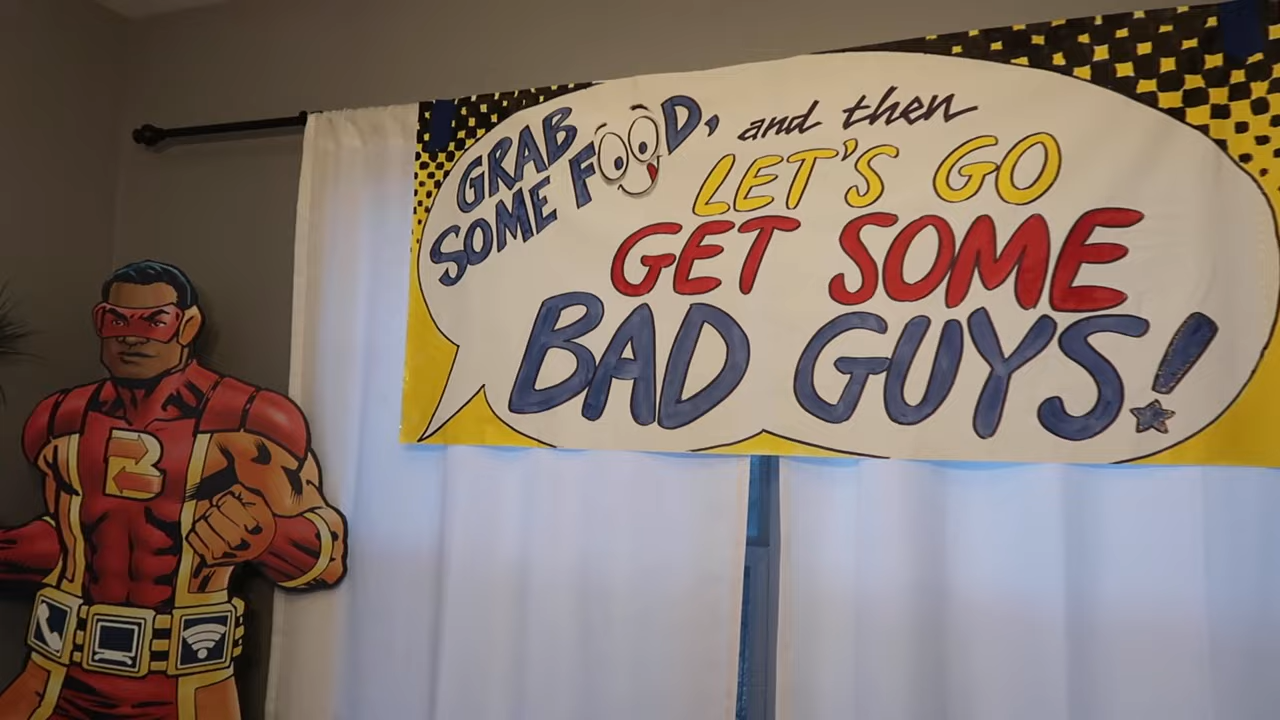 GRAB
SOME FOOD, and then
LET'S GO
GET SOME
BAD GUYS!